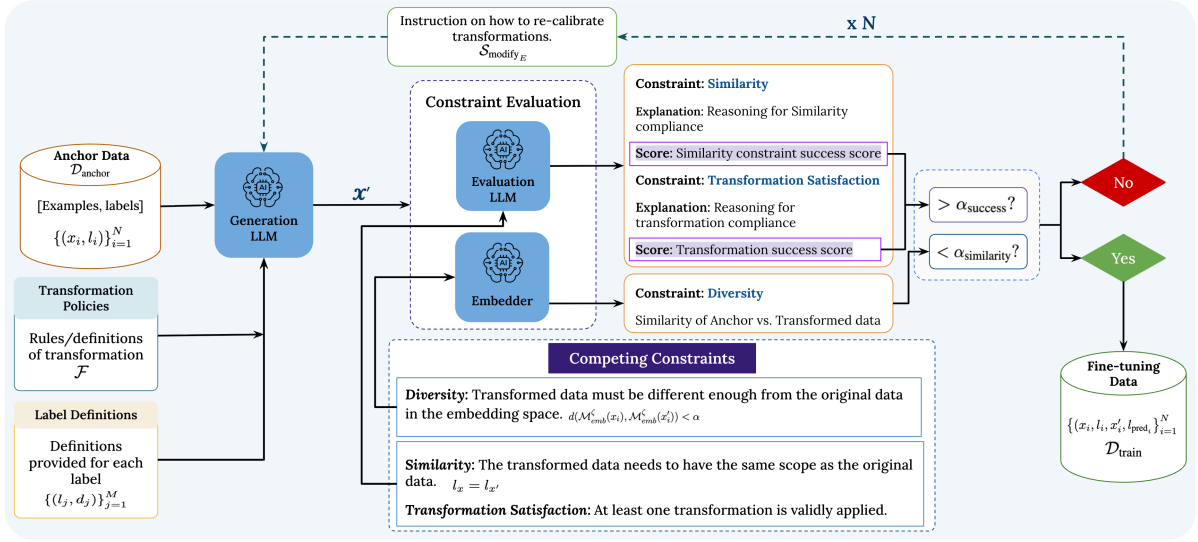 Instruction on how to re-calibrate
transformations.
𝒮modify_E
x N
Anchor Data
𝒟anchor
[Examples, labels]
{(x_i, l_i)}_{i=1}^N
Transformation
Policies
Rules/definitions
of transformation
ℱ
Label Definitions
Definitions
provided for each
label
{(l_j, d_j)}_{j=1}^M
AI
Generation
LLM
x′
Constraint Evaluation
AI
Evaluation
LLM
AI
Embedder
Constraint: Similarity
Explanation: Reasoning for Similarity
compliance
Score: Similarity constraint success score
Constraint: Transformation Satisfaction
Explanation: Reasoning for
transformation compliance
Score: Transformation success score
Constraint: Diversity
Similarity of Anchor vs. Transformed data
> α_success?
< α_similarity?
No
Yes
Competing Constraints
Diversity: Transformed data must be different enough from the original data
in the embedding space. d(ℳ_emb^ζ(x_i), ℳ_emb^ζ(x′_i)) < α
Similarity: The transformed data needs to have the same scope as the original
data. l_x = l_x′
Transformation Satisfaction: At least one transformation is validly applied.
Fine-tuning
Data
{(x_i, l_i, x′_i, l_pred_i}_{i=1}^N
𝒟train